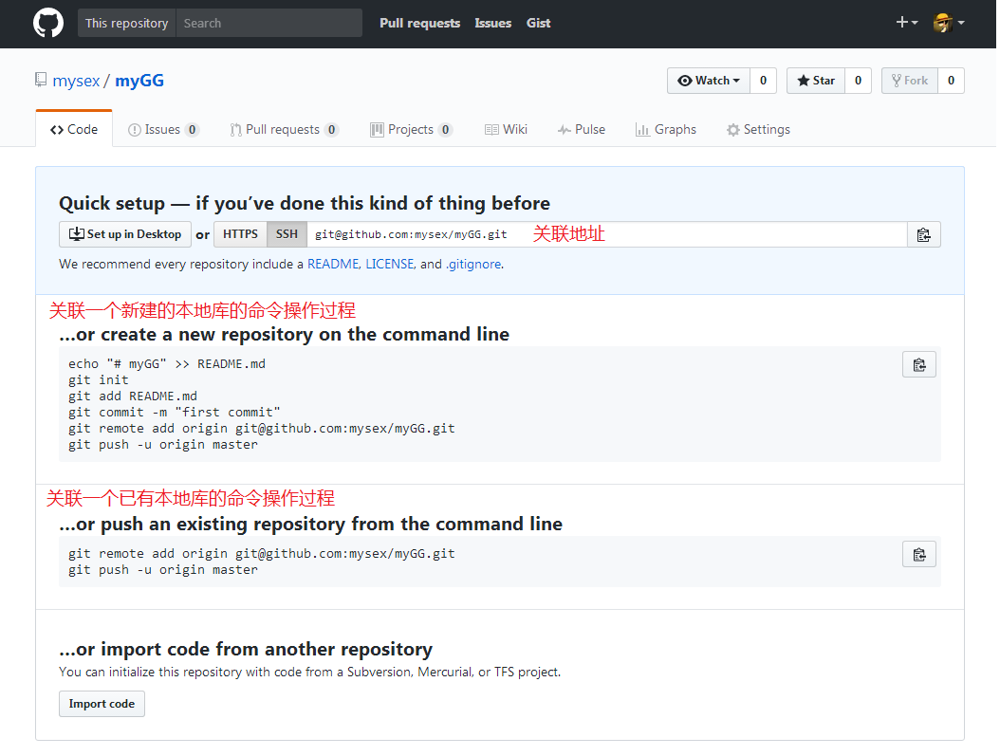 This repository Search Pull requests Issues Gist
mysex / myGG Watch 0 Star 0 Fork 0
Code Issues 0 Pull requests 0 Projects 0 Wiki Pulse Graphs Settings
Quick setup — if you’ve done this kind of thing before
Set up in Desktop or HTTPS SSH git@github.com:mysex/myGG.git 关联地址
We recommend every repository include a README, LICENSE, and .gitignore.
关联一个新建的本地库的命令操作过程
…or create a new repository on the command line
echo "# myGG" >> README.md
git init
git add README.md
git commit -m "first commit"
git remote add origin git@github.com:mysex/myGG.git
git push -u origin master
关联一个已有本地库的命令操作过程
…or push an existing repository from the command line
git remote add origin git@github.com:mysex/myGG.git
git push -u origin master
…or import code from another repository
You can initialize this repository with code from a Subversion, Mercurial, or TFS project.
Import code